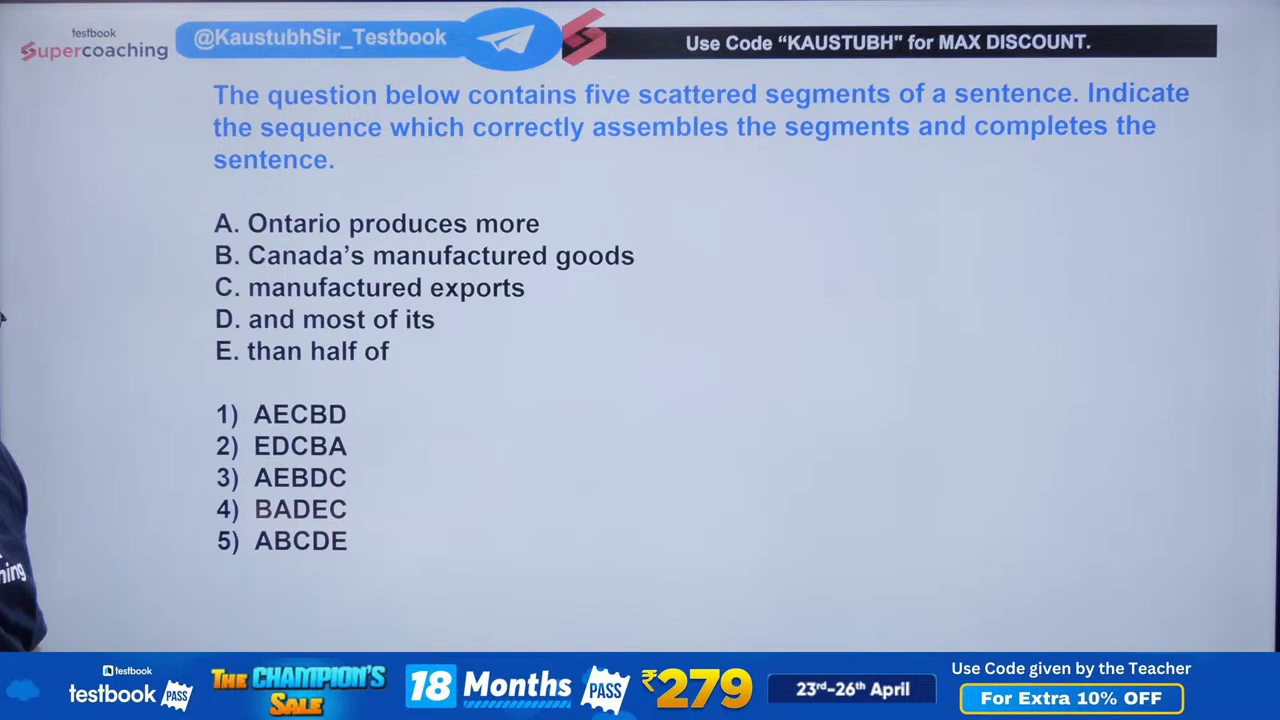 testbook
Supercoaching
@KaustubhSir_Testbook
Use Code “KAUSTUBH" for MAX DISCOUNT.
The question below contains five scattered segments of a sentence. Indicate
the sequence which correctly assembles the segments and completes the
sentence.
A. Ontario produces more
B. Canada’s manufactured goods
C. manufactured exports
D. and most of its
E. than half of
1) AECBD
2) EDCBA
3) AEBDC
4) BADEC
5) ABCDE
testbook
testbook PASS
THE CHAMPION'S
SALE
18 Months PASS ₹279
23rd-26th April
Use Code given by the Teacher
For Extra 10% OFF